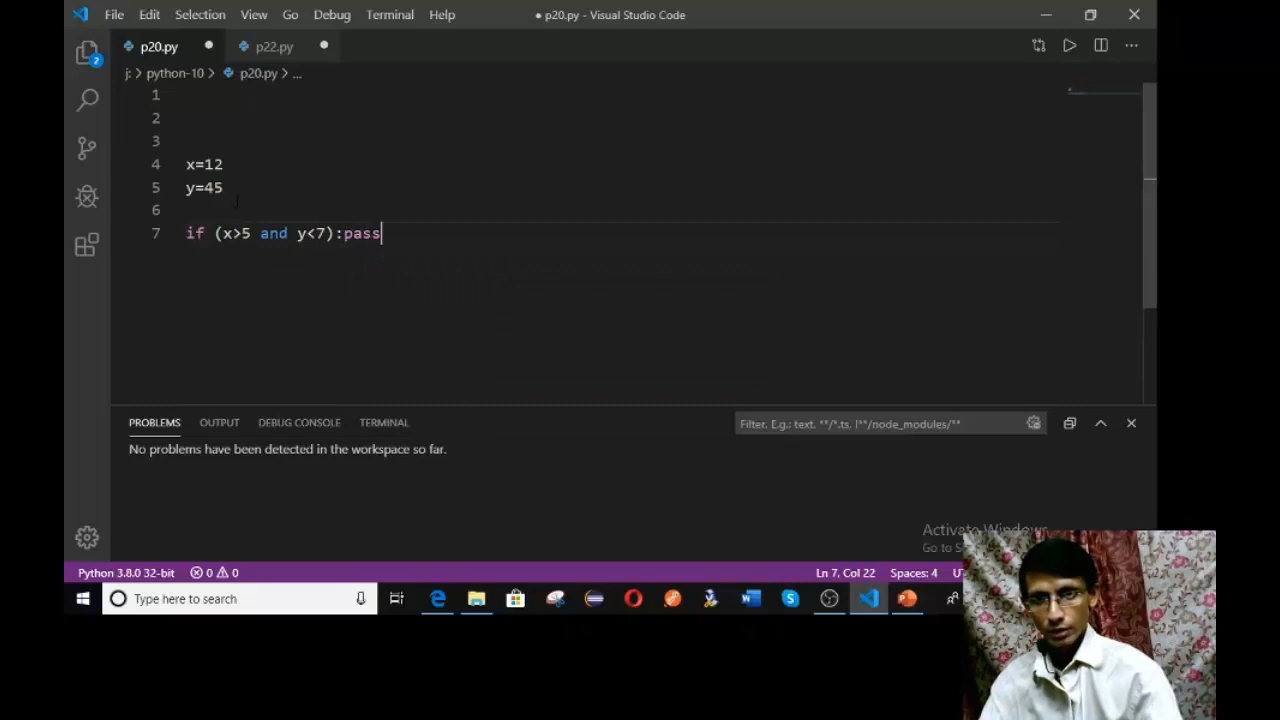 File Edit Selection View Go Debug Terminal Help
● p20.py - Visual Studio Code
p20.py
p22.py
j: > python-10 > p20.py > ...
1
2
3
4 x=12
5 y=45
6
7 if (x>5 and y<7):pass
PROBLEMS OUTPUT DEBUG CONSOLE TERMINAL
Filter. E.g.: text, **/*.ts, !**/node_modules/**
No problems have been detected in the workspace so far.
Activate Windows
Go to S
Python 3.8.0 32-bit 0 0
Ln 7, Col 22 Spaces: 4
Type here to search
2